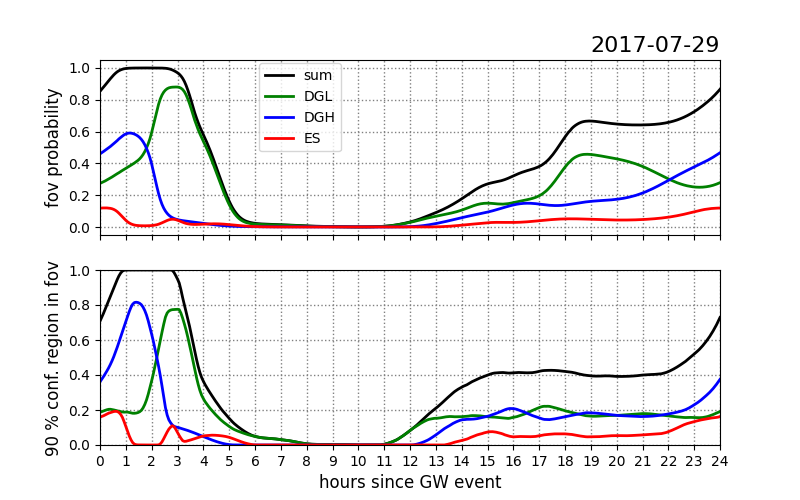 2017-07-29
fov probability
1.0
0.8
0.6
0.4
0.2
0.0
sum
DGL
DGH
ES
90 % conf. region in fov
1.0
0.8
0.6
0.4
0.2
0.0
0 1 2 3 4 5 6 7 8 9 10 11 12 13 14 15 16 17 18 19 20 21 22 23 24
hours since GW event